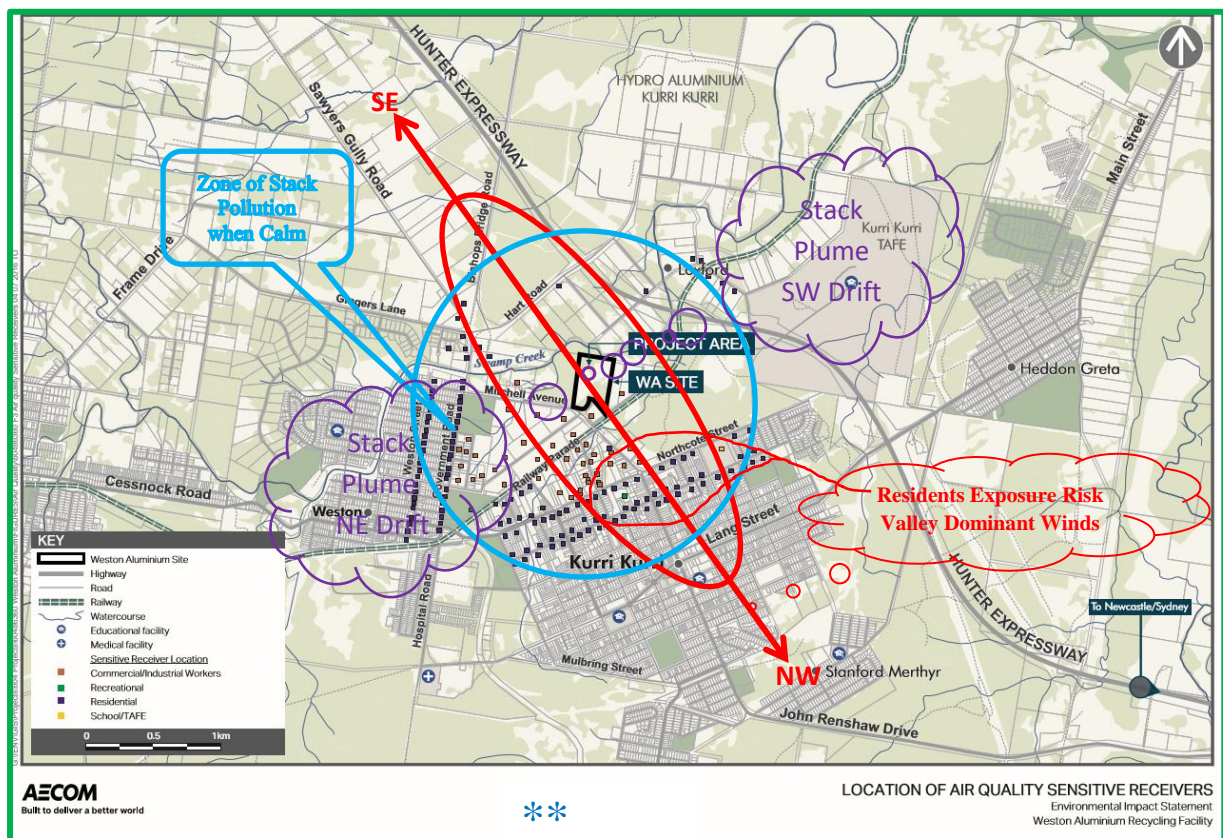 HUNTER EXPRESSWAY
HYDRO ALUMINIUM
KURRI KURRI
SE
Sawyers Gully Road
Main Street
Zone of Stack
Pollution
when Calm
Bishops Bridge Road
Stack
Plume
SW Drift
Kurri Kurri
TAFE
Frame Drive
Loxford
Gingers Lane
Hart Road
PROJECT AREA
Swamp Creek
WA SITE
Heddon Greta
Mitchell Avenue
Stack
Plume
NE Drift
Northcote Street
Railway Parade
Cessnock Road
Weston
Residents Exposure Risk
Valley Dominant Winds
Lang Street
Kurri Kurri
HUNTER EXPRESSWAY
To Newcastle/Sydney
Hospital Road
Mulbring Street
NW
Stanford Merthyr
John Renshaw Drive
KEY
Weston Aluminium Site
Highway
Road
Railway
Watercourse
Educational facility
Medical facility
Sensitive Receiver Location
Commercial/Industrial Workers
Recreational
Residential
School/TAFE
0 0.5 1km
AECOM
Built to deliver a better world
**
LOCATION OF AIR QUALITY SENSITIVE RECEIVERS
Environmental Impact Statement
Weston Aluminium Recycling Facility